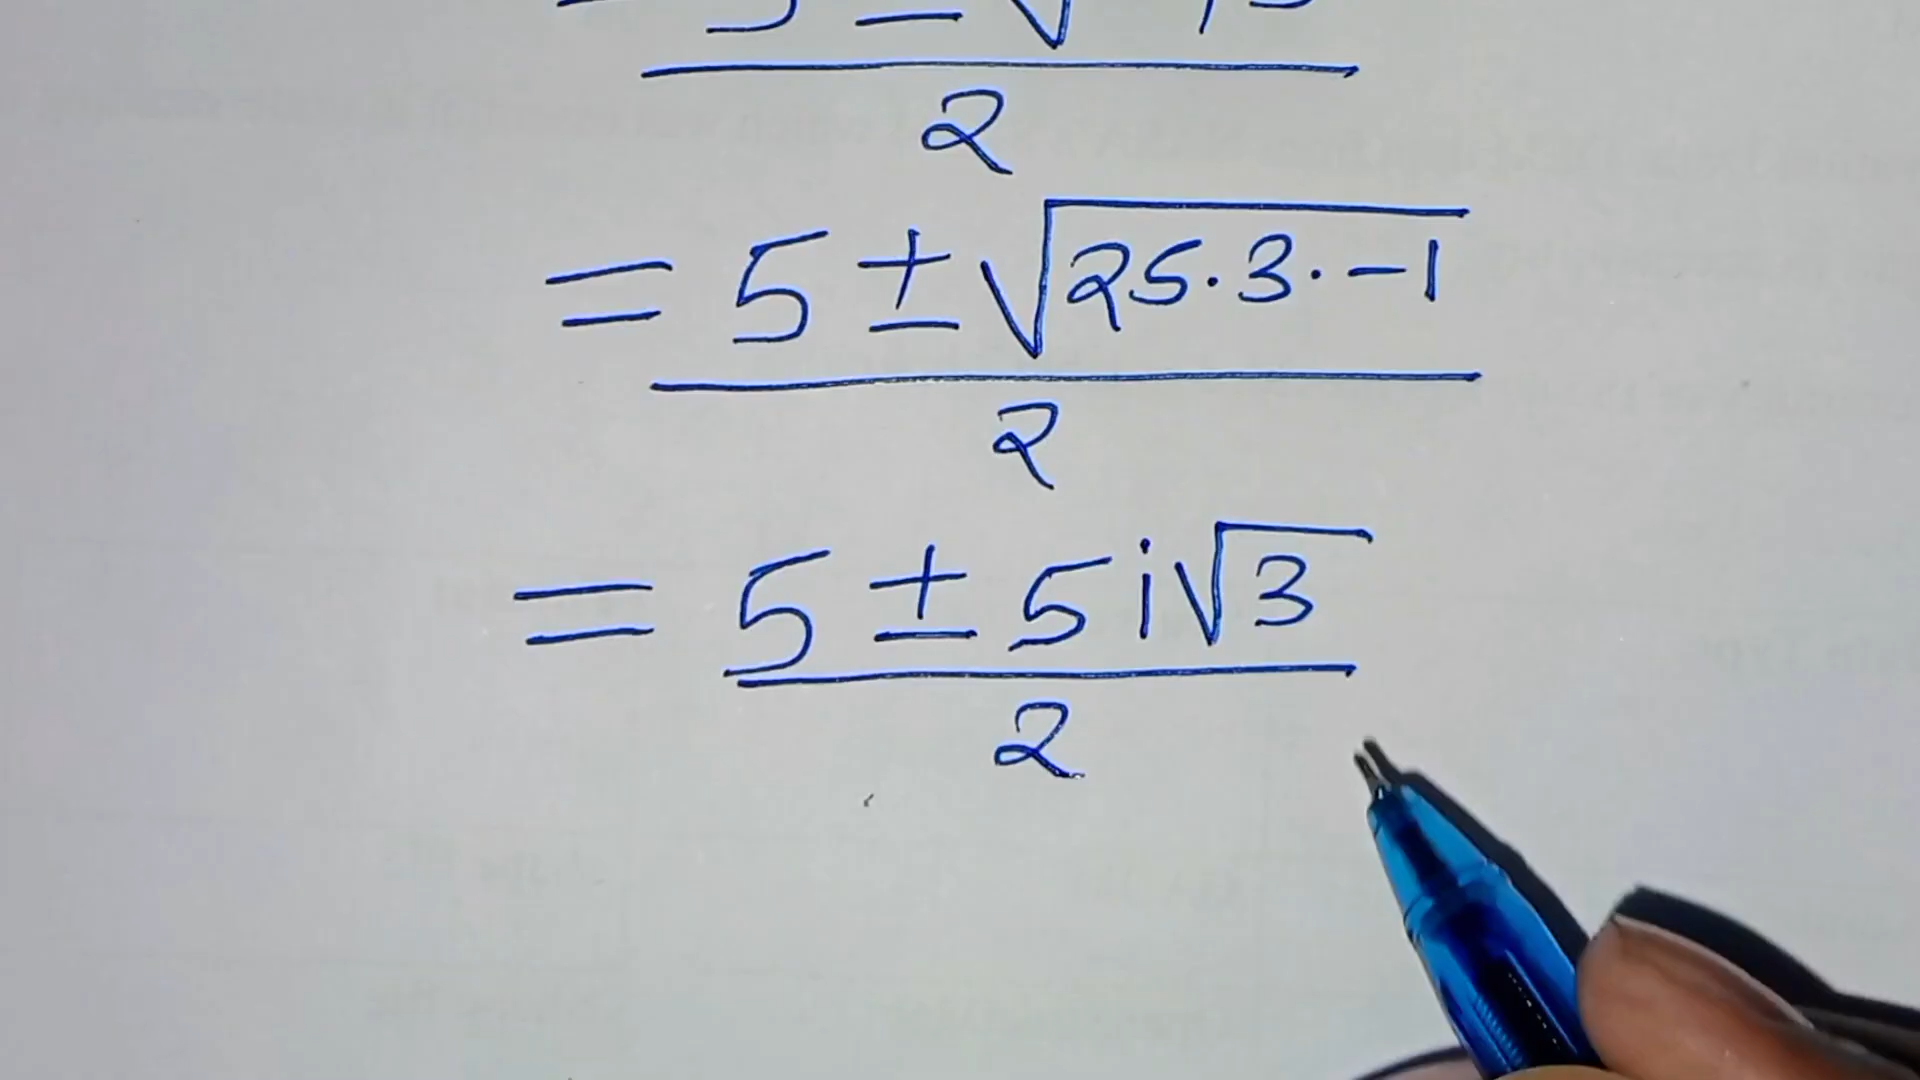 2
= 5 ± √25·3·-1
2
= 5 ± 5i√3
2